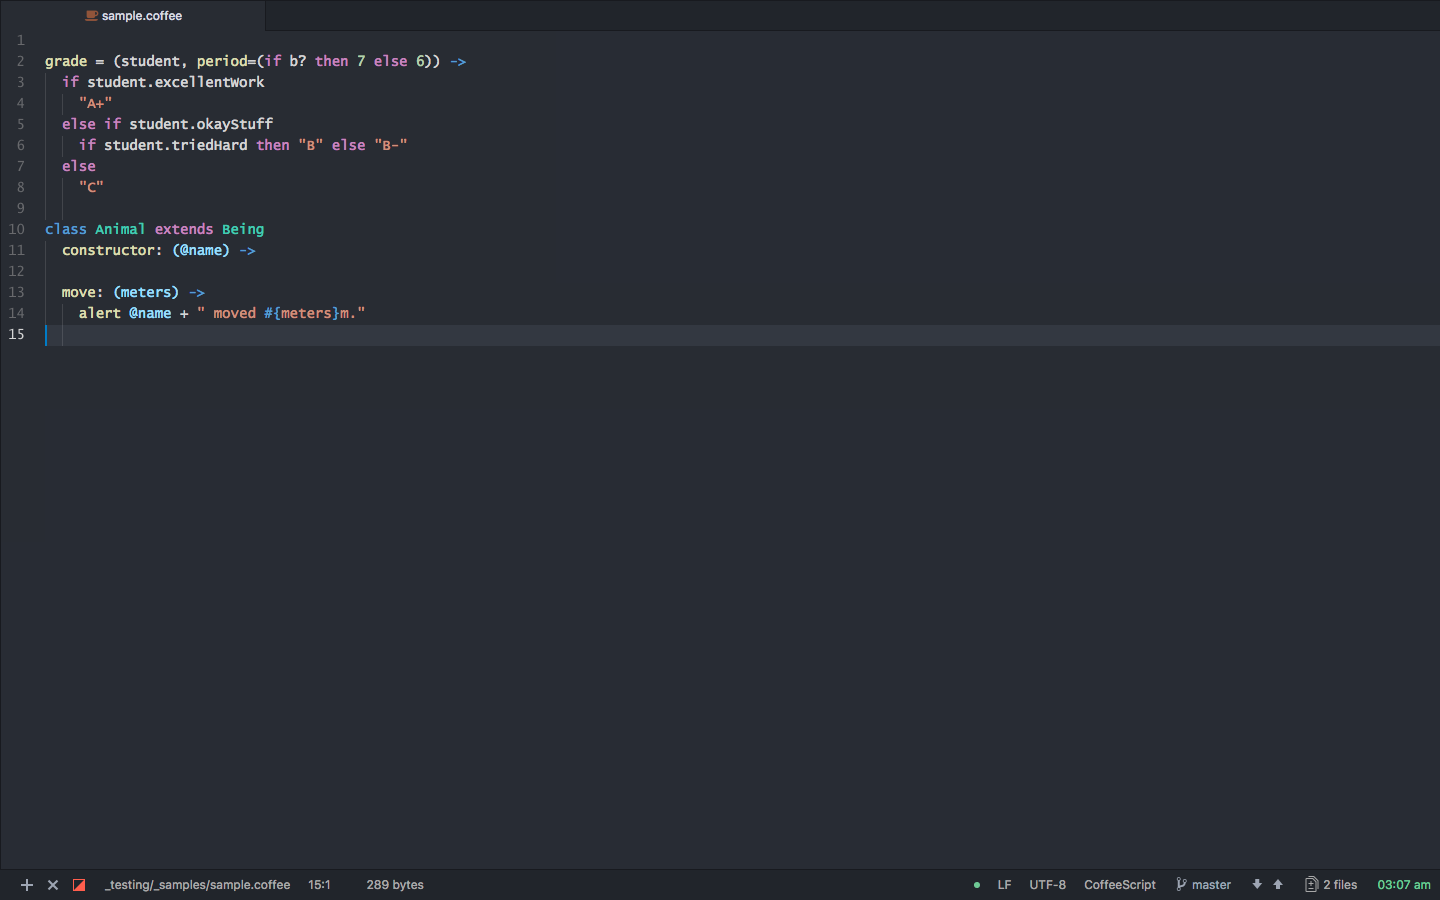 sample.coffee
1
2 grade = (student, period=(if b? then 7 else 6)) ->
3 if student.excellentWork
4 "A+"
5 else if student.okayStuff
6 if student.triedHard then "B" else "B-"
7 else
8 "C"
9
10 class Animal extends Being
11 constructor: (@name) ->
12
13 move: (meters) ->
14 alert @name + " moved #{meters}m."
15
_testing/_samples/sample.coffee 15:1 289 bytes LF UTF-8 CoffeeScript master 2 files 03:07 am